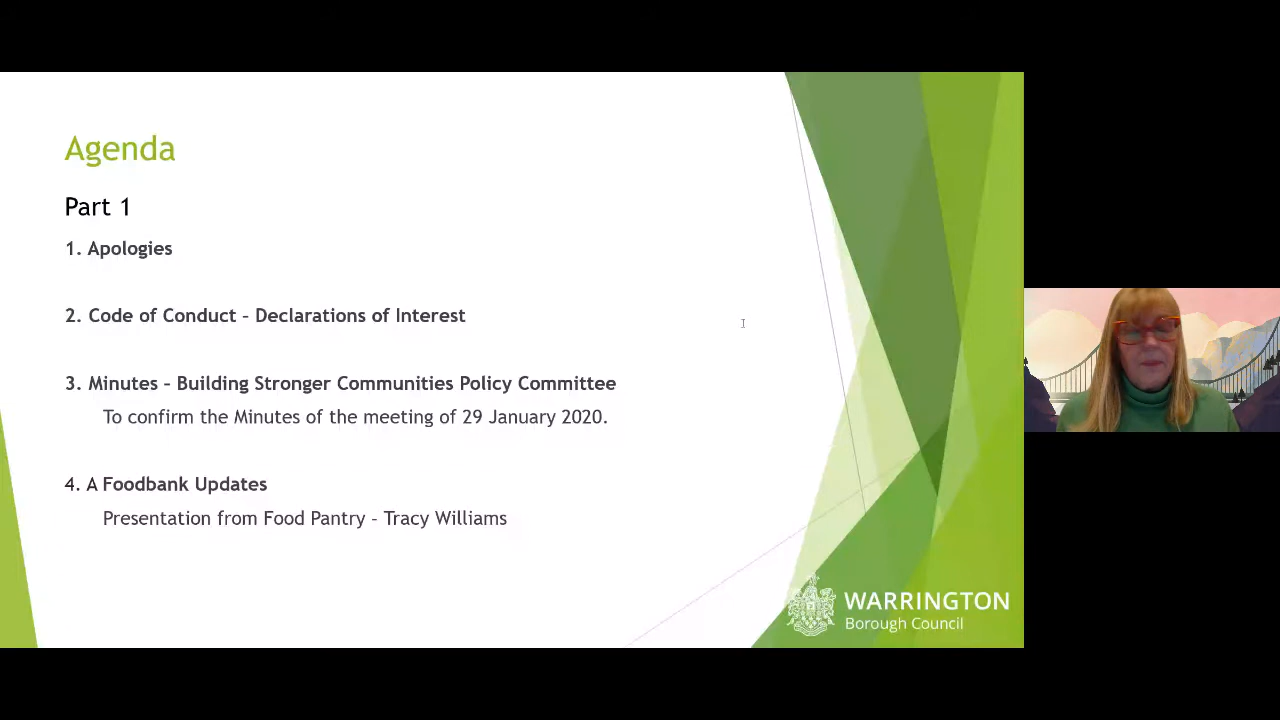 Agenda
Part 1
1. Apologies
2. Code of Conduct – Declarations of Interest
3. Minutes – Building Stronger Communities Policy Committee
To confirm the Minutes of the meeting of 29 January 2020.
4. A Foodbank Updates
Presentation from Food Pantry – Tracy Williams
WARRINGTON
Borough Council